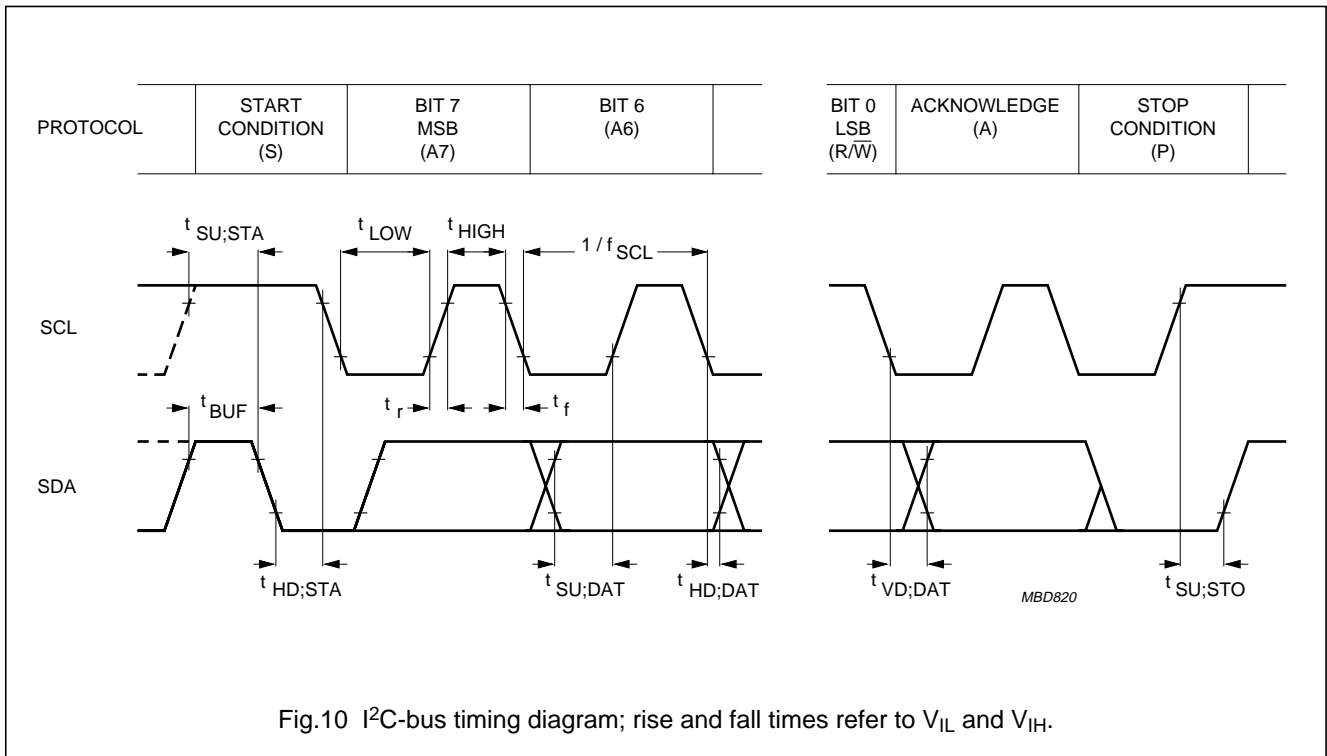 PROTOCOL
START
CONDITION
(S)
BIT 7
MSB
(A7)
BIT 6
(A6)
BIT 0
LSB
(R/W̅)
ACKNOWLEDGE
(A)
STOP
CONDITION
(P)
t SU;STA
t LOW
t HIGH
1 / f SCL
SCL
t BUF
t r
t f
SDA
t HD;STA
t SU;DAT
t HD;DAT
t VD;DAT
MBD820
t SU;STO
Fig.10 I²C-bus timing diagram; rise and fall times refer to VIL and VIH.